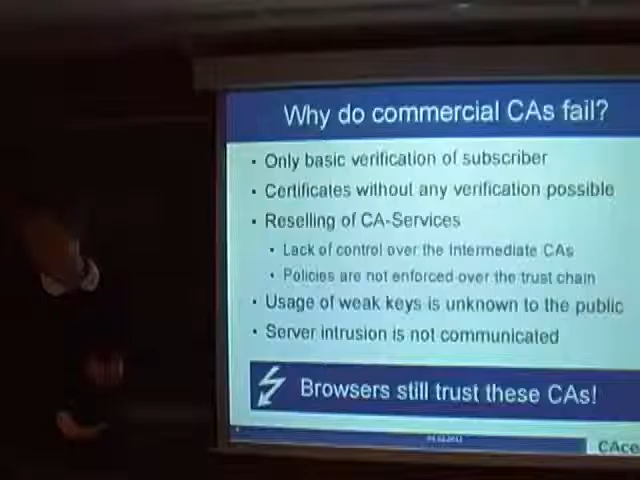 Why do commercial CAs fail?
• Only basic verification of subscriber
• Certificates without any verification possible
• Reselling of CA-Services
• Lack of control over the Intermediate CAs
• Policies are not enforced over the trust chain
• Usage of weak keys is unknown to the public
• Server intrusion is not communicated
Browsers still trust these CAs!
CAce